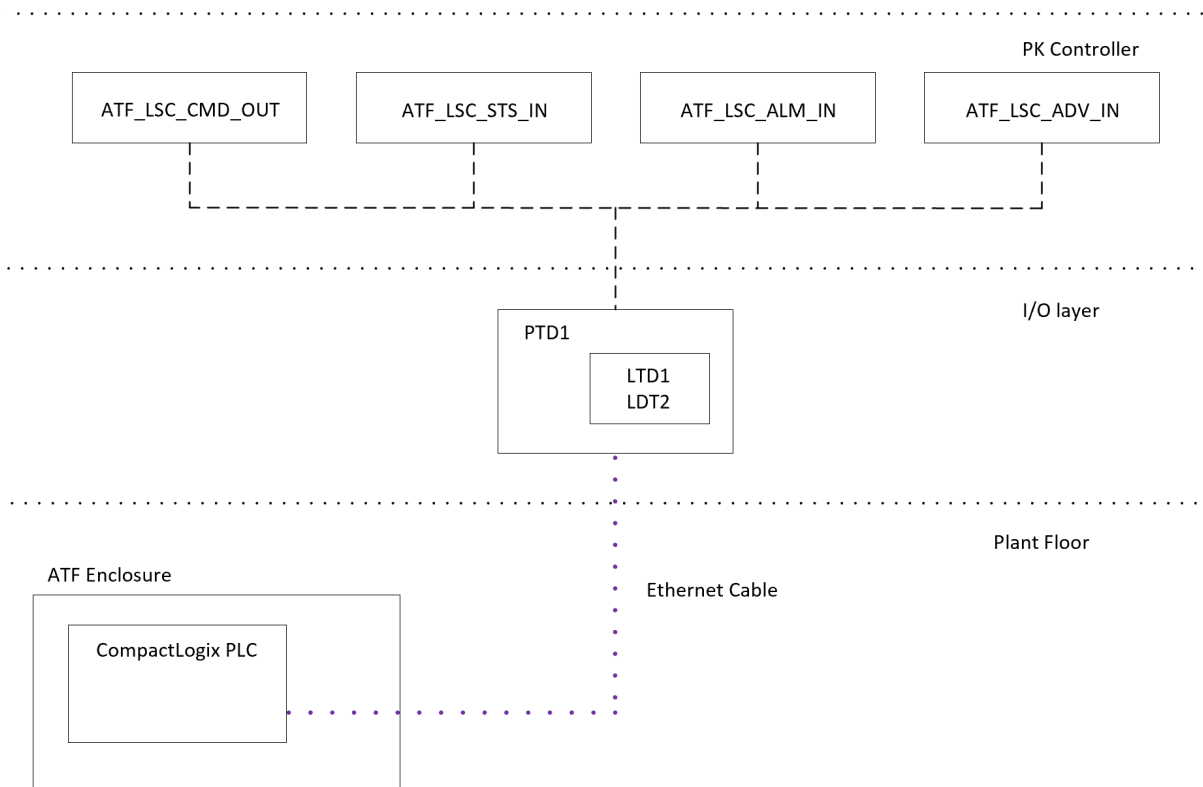 PK Controller
ATF_LSC_CMD_OUT
ATF_LSC_STS_IN
ATF_LSC_ALM_IN
ATF_LSC_ADV_IN
I/O layer
PTD1
LTD1
LDT2
Plant Floor
ATF Enclosure
Ethernet Cable
CompactLogix PLC